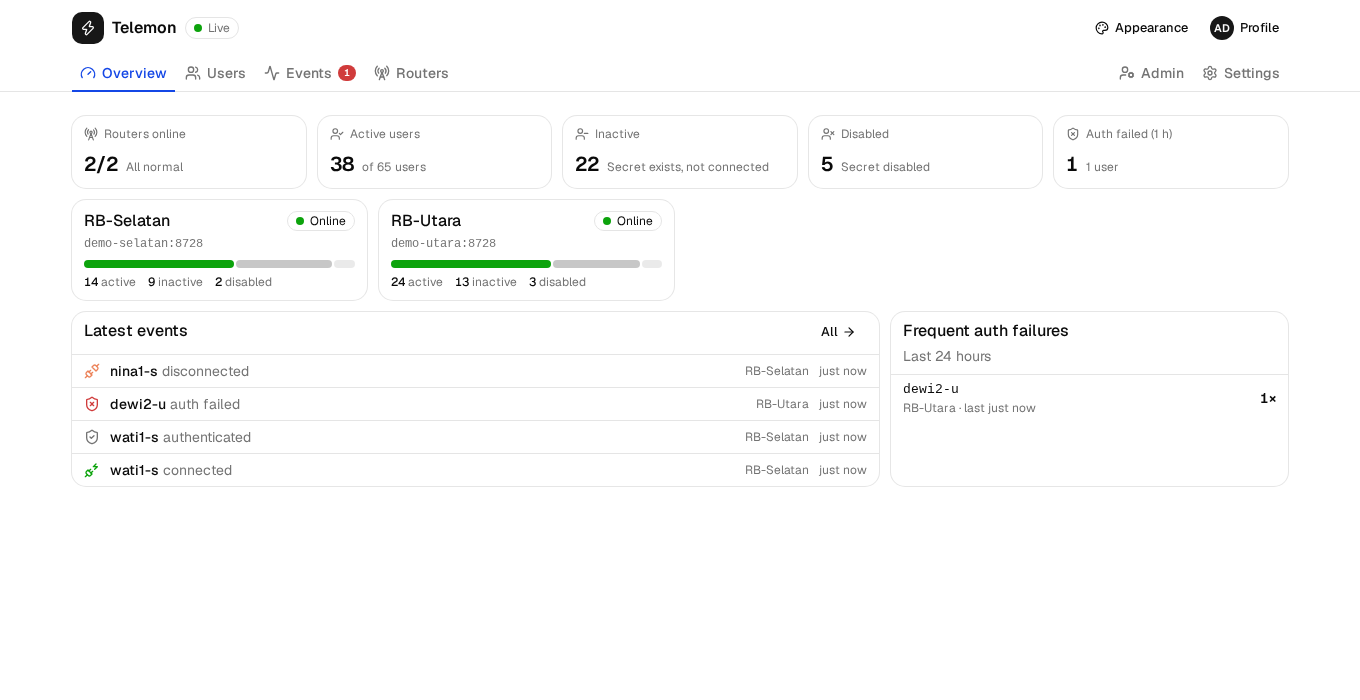 Telemon
Live
Appearance
AD
Profile
Overview
Users
Events
1
Routers
Admin
Settings
Routers online
2/2 All normal
Active users
38 of 65 users
Inactive
22 Secret exists, not connected
Disabled
5 Secret disabled
Auth failed (1 h)
1 1 user
RB-Selatan
Online
demo-selatan:8728
14 active 9 inactive 2 disabled
RB-Utara
Online
demo-utara:8728
24 active 13 inactive 3 disabled
Latest events
All →
nina1-s disconnected RB-Selatan just now
dewi2-u auth failed RB-Utara just now
wati1-s authenticated RB-Selatan just now
wati1-s connected RB-Selatan just now
Frequent auth failures
Last 24 hours
dewi2-u
RB-Utara · last just now
1×